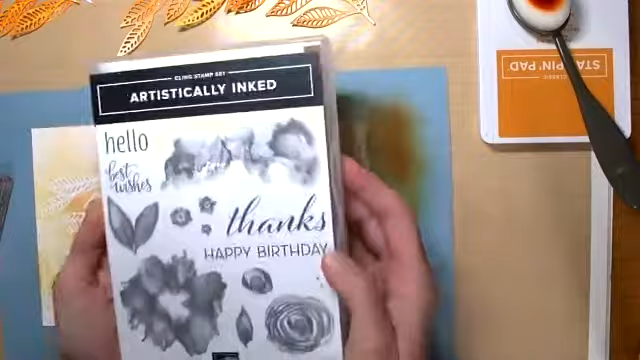 CLING STAMP SET
ARTISTICALLY INKED
hello
best
wishes
thanks
HAPPY BIRTHDAY
STAMPIN' PAD